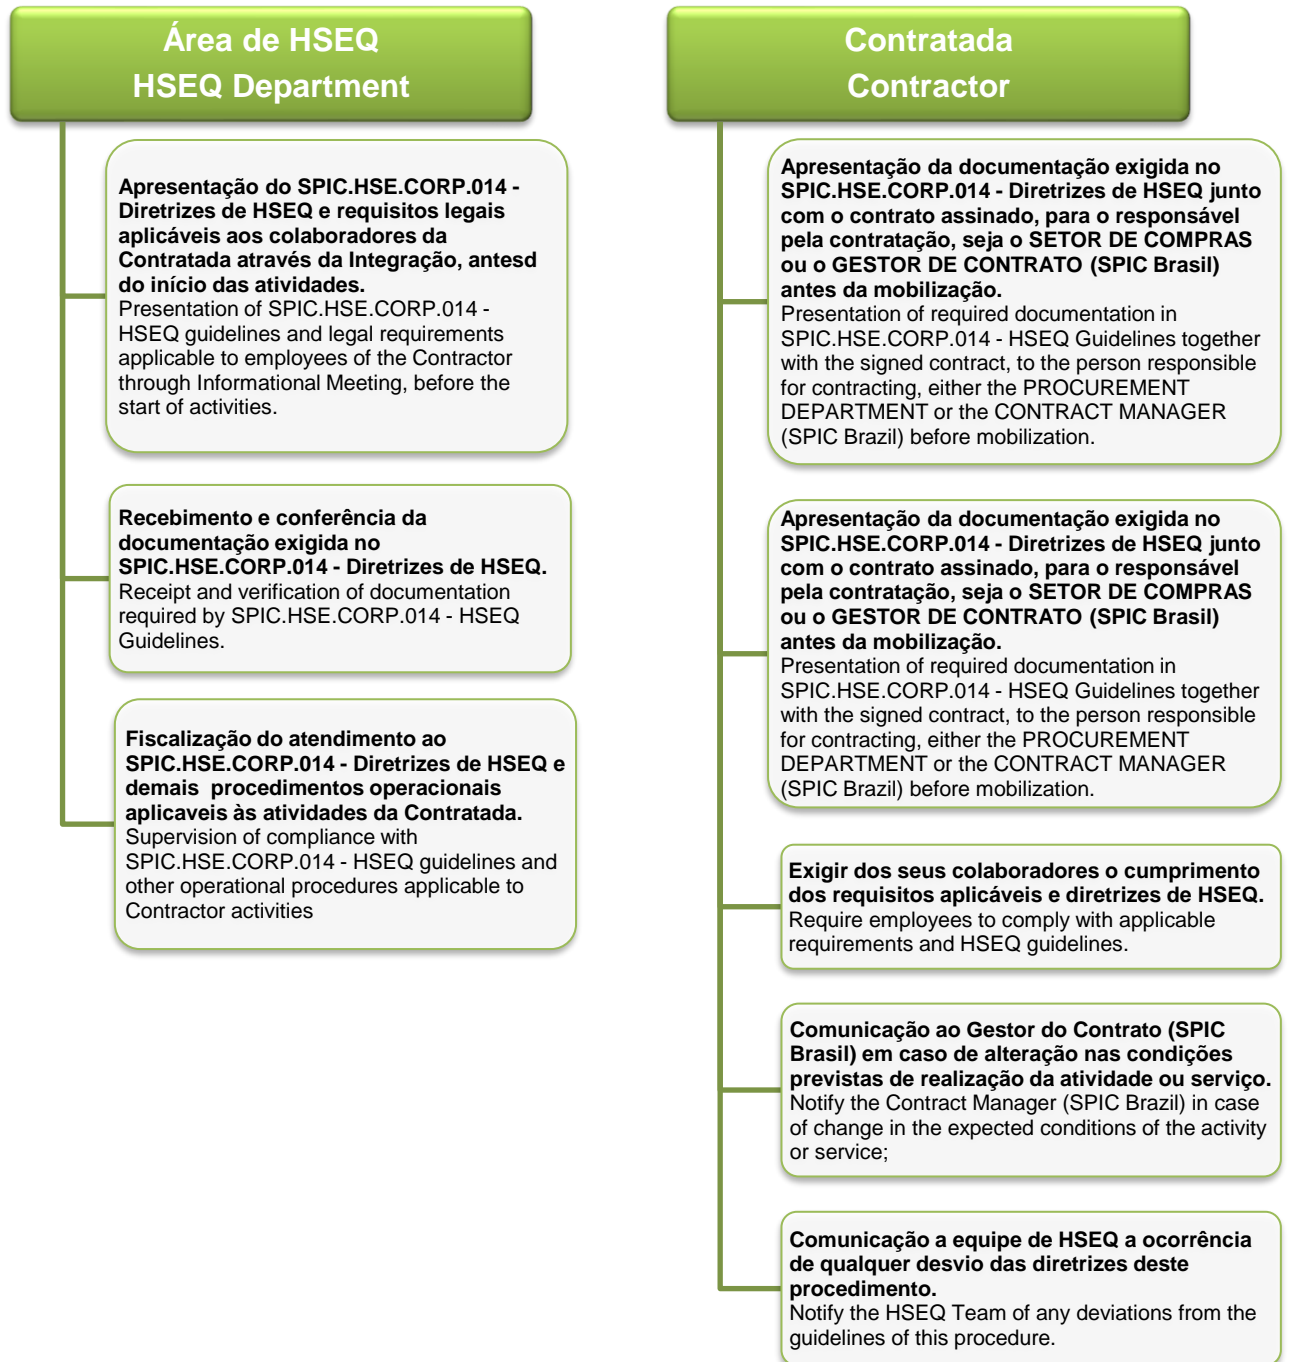 Área de HSEQ
HSEQ Department
Apresentação do SPIC.HSE.CORP.014 -
Diretrizes de HSEQ e requisitos legais
aplicáveis aos colaboradores da
Contratada através da Integração, antesd
do início das atividades.
Presentation of SPIC.HSE.CORP.014 -
HSEQ guidelines and legal requirements
applicable to employees of the Contractor
through Informational Meeting, before the
start of activities.
Recebimento e conferência da
documentação exigida no
SPIC.HSE.CORP.014 - Diretrizes de HSEQ.
Receipt and verification of documentation
required by SPIC.HSE.CORP.014 - HSEQ
Guidelines.
Fiscalização do atendimento ao
SPIC.HSE.CORP.014 - Diretrizes de HSEQ e
demais  procedimentos operacionais
aplicaveis às atividades da Contratada.
Supervision of compliance with
SPIC.HSE.CORP.014 - HSEQ guidelines and
other operational procedures applicable to
Contractor activities
Contratada
Contractor
Apresentação da documentação exigida no
SPIC.HSE.CORP.014 - Diretrizes de HSEQ junto
com o contrato assinado, para o responsável
pela contratação, seja o SETOR DE COMPRAS
ou o GESTOR DE CONTRATO (SPIC Brasil)
antes da mobilização.
Presentation of required documentation in
SPIC.HSE.CORP.014 - HSEQ Guidelines together
with the signed contract, to the person responsible
for contracting, either the PROCUREMENT
DEPARTMENT or the CONTRACT MANAGER
(SPIC Brazil) before mobilization.
Apresentação da documentação exigida no
SPIC.HSE.CORP.014 - Diretrizes de HSEQ junto
com o contrato assinado, para o responsável
pela contratação, seja o SETOR DE COMPRAS
ou o GESTOR DE CONTRATO (SPIC Brasil)
antes da mobilização.
Presentation of required documentation in
SPIC.HSE.CORP.014 - HSEQ Guidelines together
with the signed contract, to the person responsible
for contracting, either the PROCUREMENT
DEPARTMENT or the CONTRACT MANAGER
(SPIC Brazil) before mobilization.
Exigir dos seus colaboradores o cumprimento
dos requisitos aplicáveis e diretrizes de HSEQ.
Require employees to comply with applicable
requirements and HSEQ guidelines.
Comunicação ao Gestor do Contrato (SPIC
Brasil) em caso de alteração nas condições
previstas de realização da atividade ou serviço.
Notify the Contract Manager (SPIC Brazil) in case
of change in the expected conditions of the activity
or service;
Comunicação a equipe de HSEQ a ocorrência
de qualquer desvio das diretrizes deste
procedimento.
Notify the HSEQ Team of any deviations from the
guidelines of this procedure.